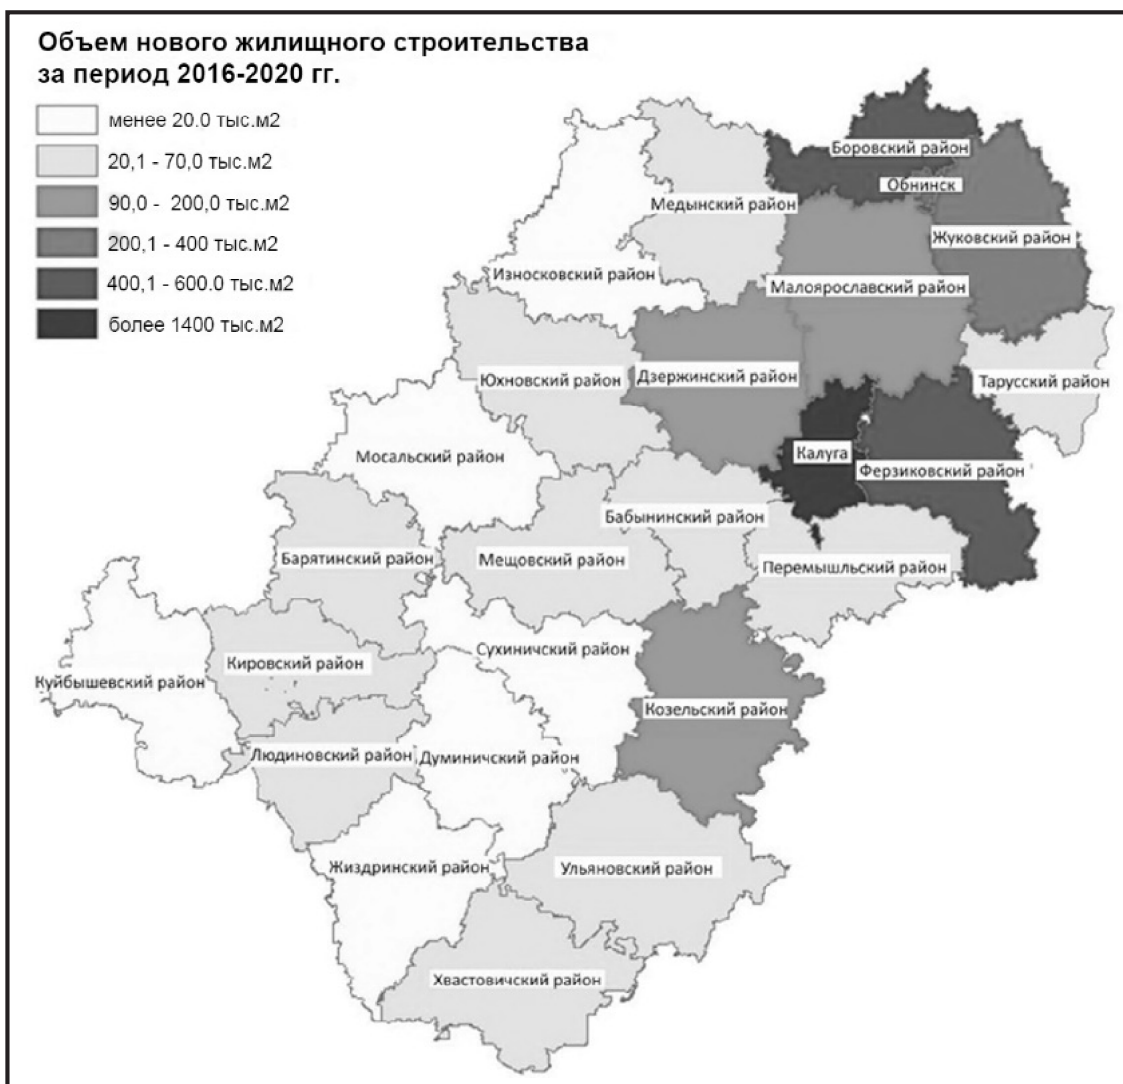 Объем нового жилищного строительства
за период 2016-2020 гг.
менее 20.0 тыс.м2
20,1 - 70,0 тыс.м2
90,0 - 200,0 тыс.м2
200,1 - 400 тыс.м2
400,1 - 600.0 тыс.м2
более 1400 тыс.м2
Боровский район
Обнинск
Медынский район
Жуковский район
Износковский район
Малоярославский район
Юхновский район
Дзержинский район
Тарусский район
Мосальский район
Калуга
Ферзиковский район
Бабынинский район
Барятинский район
Мещовский район
Перемышльский район
Сухиничский район
Кировский район
Куйбышевский район
Козельский район
Людиновский район
Думиничский район
Жиздринский район
Ульяновский район
Хвастовичский район